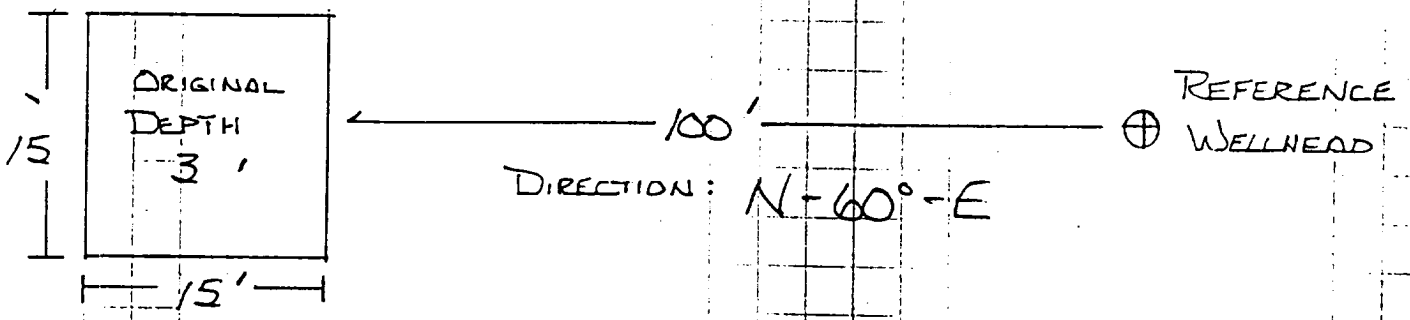 ORIGINAL
DEPTH
3'
15'
15'
100'
DIRECTION: N-60°-E
REFERENCE
WELLHEAD